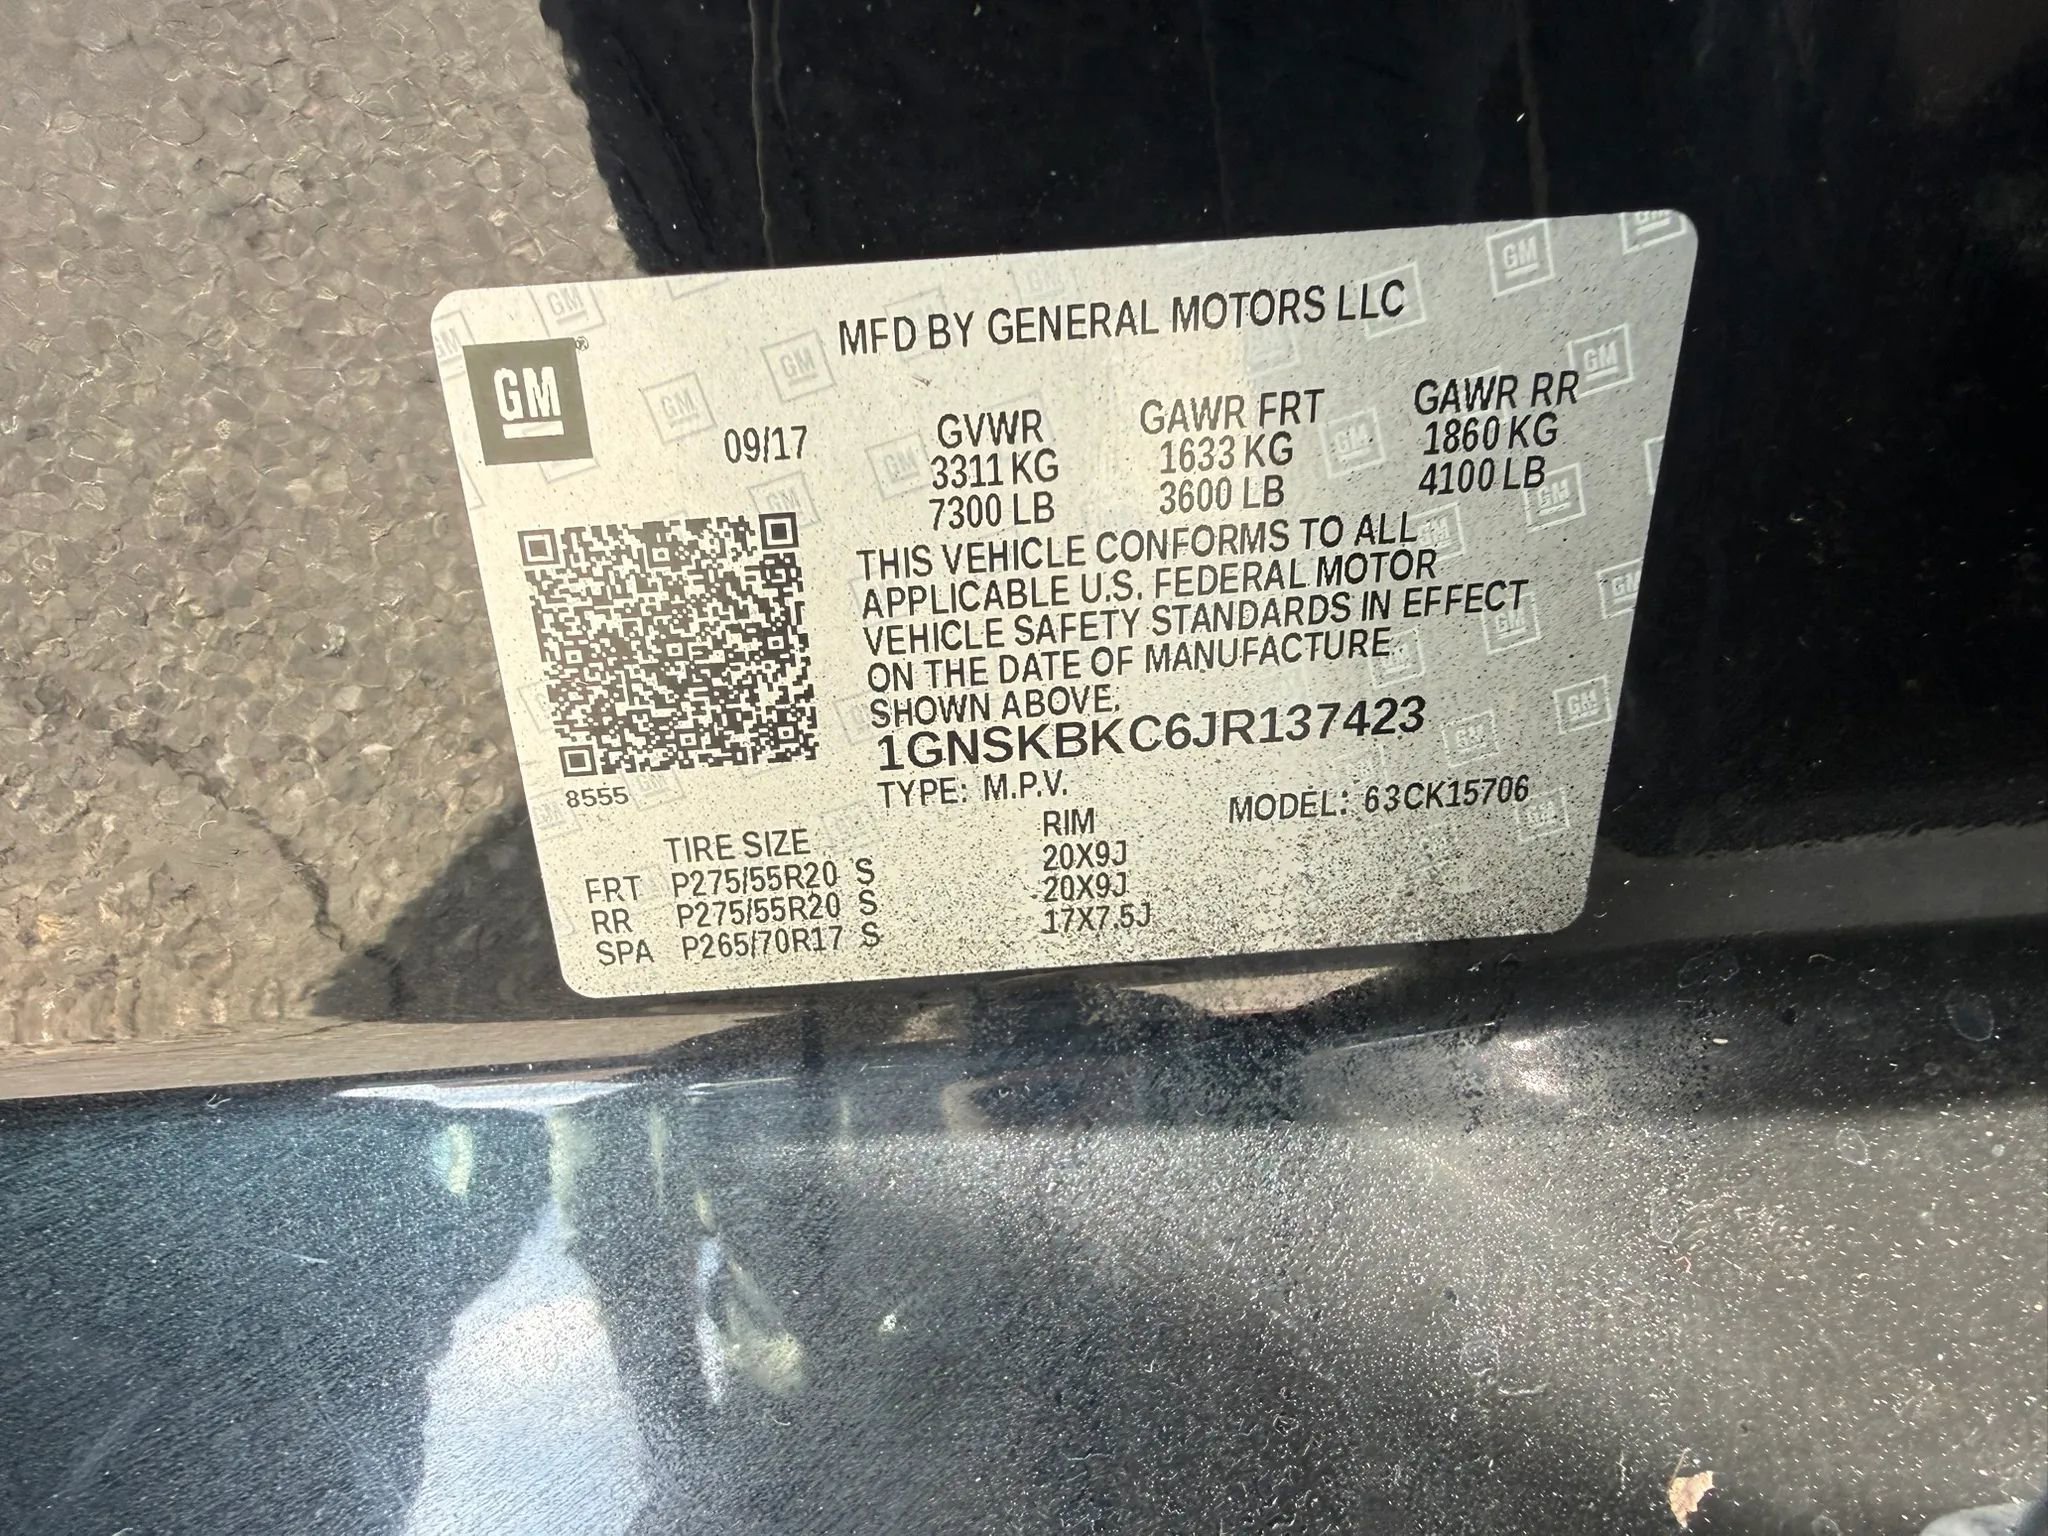 MFD BY GENERAL MOTORS LLC
GM®
09/17
GVWR GAWR FRT GAWR RR
3311 KG 1633 KG 1860 KG
7300 LB 3600 LB 4100 LB
THIS VEHICLE CONFORMS TO ALL
APPLICABLE U.S. FEDERAL MOTOR
VEHICLE SAFETY STANDARDS IN EFFECT
ON THE DATE OF MANUFACTURE
SHOWN ABOVE.
1GNSKBKC6JR137423
8555
TYPE: M.P.V. MODEL: 63CK15706
TIRE SIZE RIM
FRT P275/55R20 S 20X9J
RR P275/55R20 S 20X9J
SPA P265/70R17 S 17X7.5J